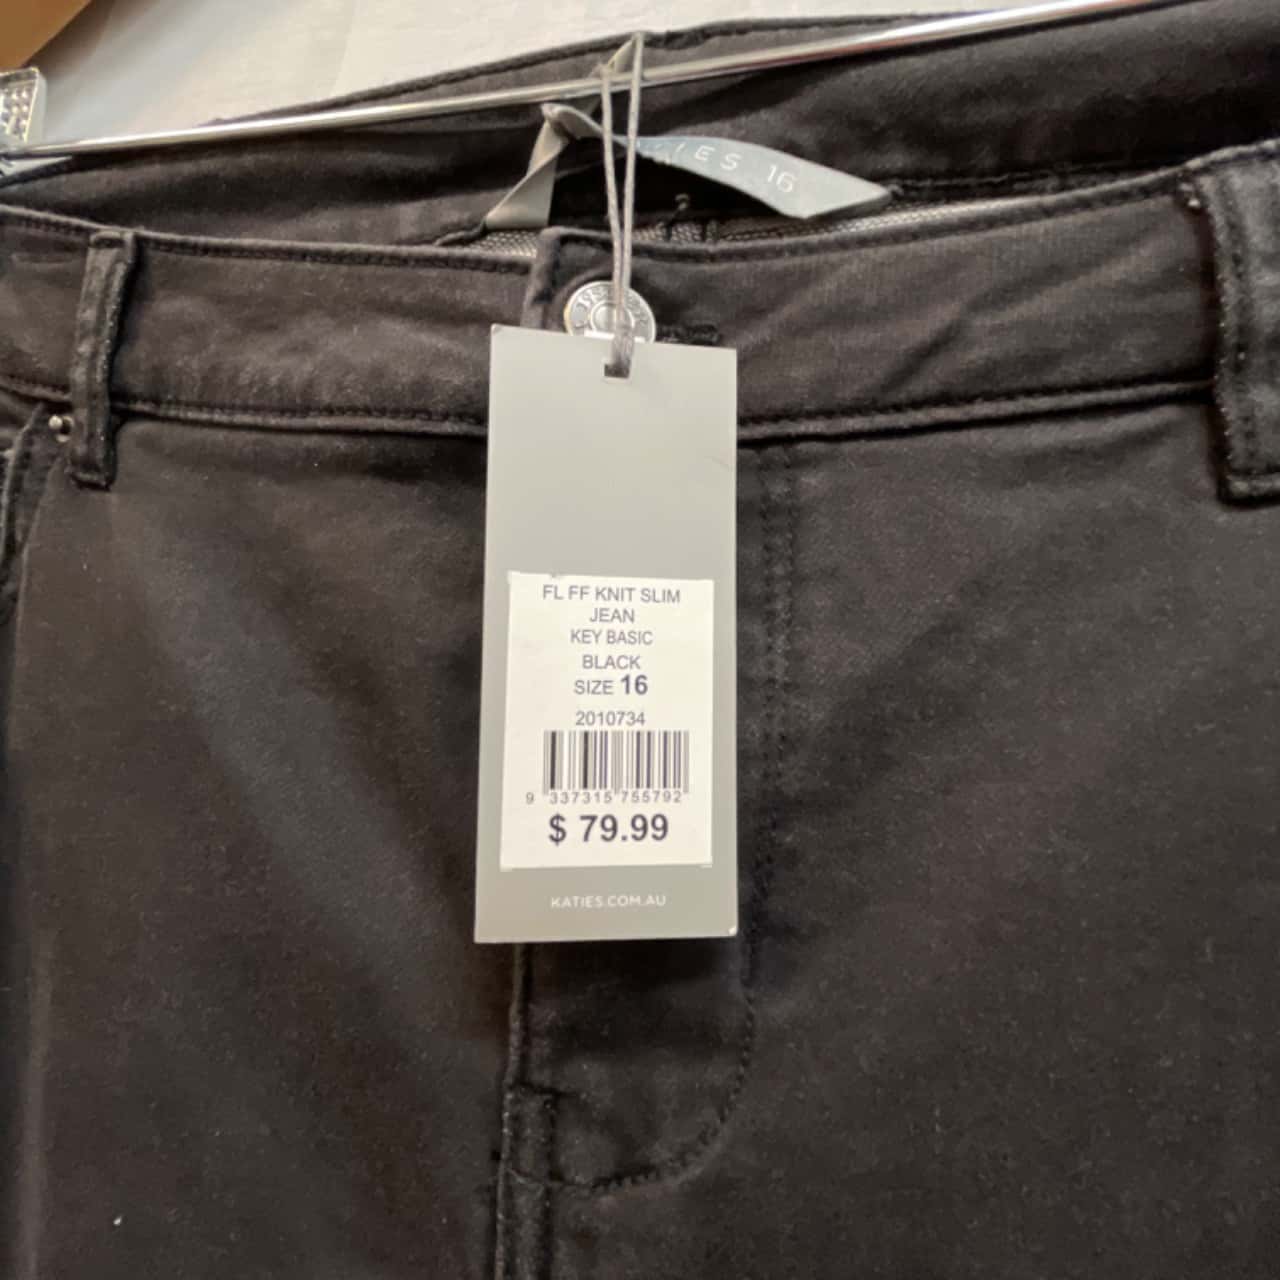 IES 16
FL FF KNIT SLIM
JEAN
KEY BASIC
BLACK
SIZE 16
2010734
9 337315 755792
$ 79.99
KATIES.COM.AU